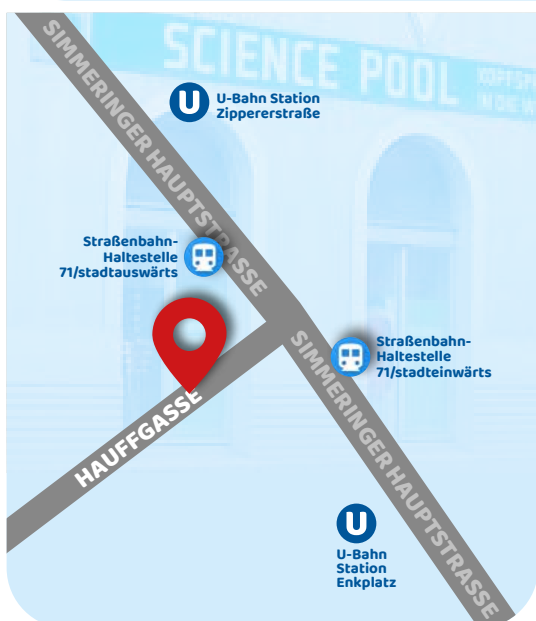 SCIENCE POOL
SIMMERINGER HAUPTSTRASSE
U
U-Bahn Station
Zippererstraße
Straßenbahn-
Haltestelle
71/stadtauswärts
Straßenbahn-
Haltestelle
71/stadteinwärts
SIMMERINGER HAUPTSTRASSE
HAUFFGASSE
U
U-Bahn
Station
Enkplatz